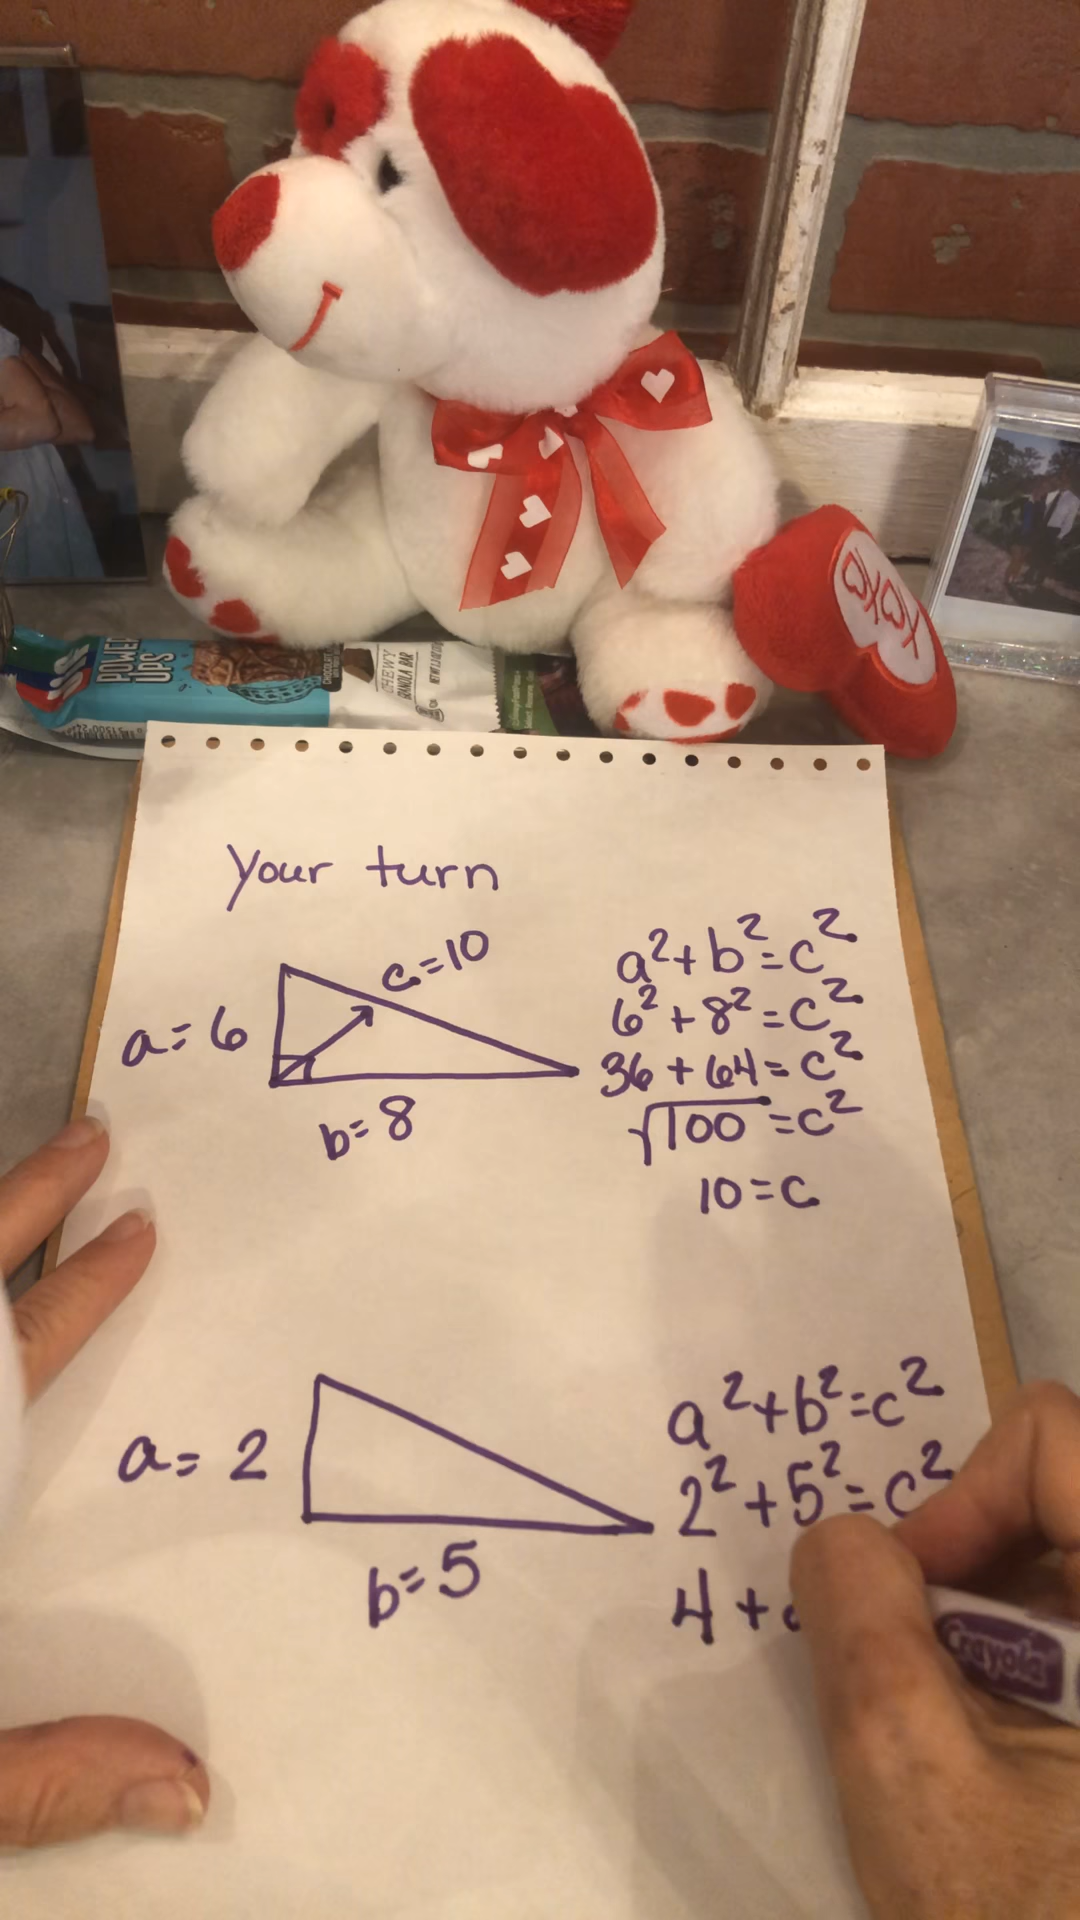 XOXO
POWER
UPS
CHEWY
GRANOLA BAR
your turn
c=10
a=6
b=8
a²+b²=c²
6²+8²=c²
36+64=c²
√100=c²
10=c
a=2
b=5
a²+b²=c²
2²+5²=c²
4+
Crayola